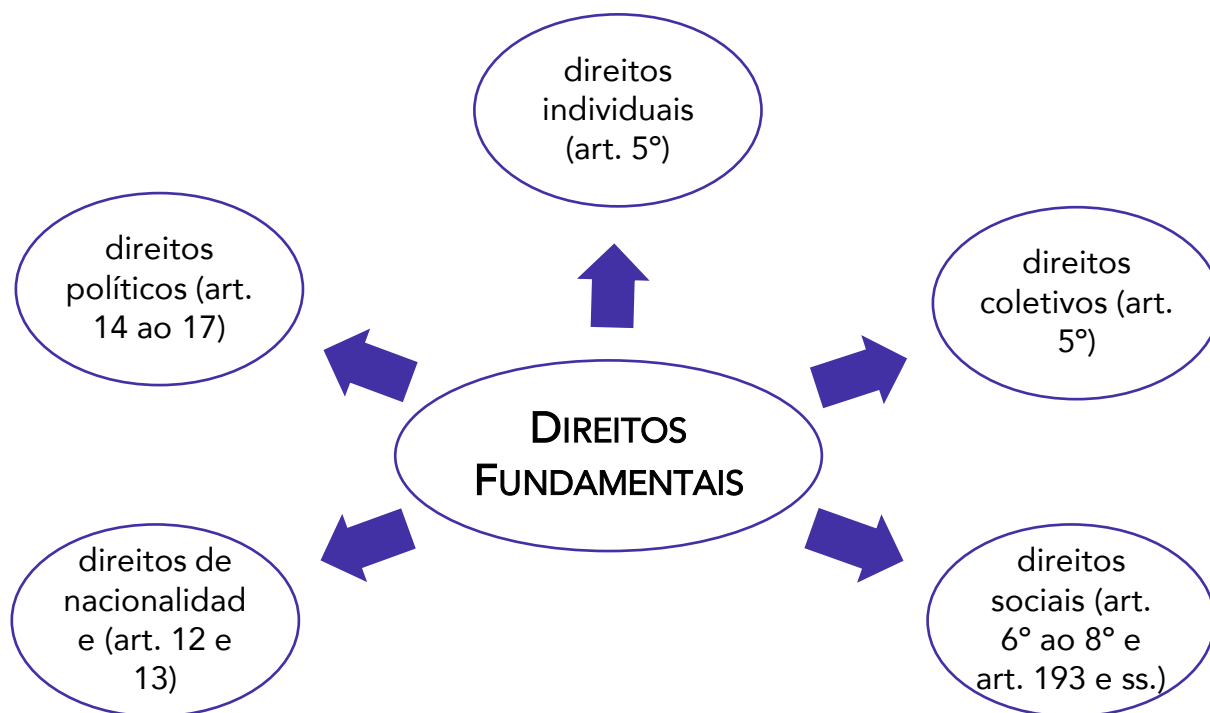 direitos
individuais
(art. 5º)
direitos
políticos (art.
14 ao 17)
direitos
coletivos (art.
5º)
DIREITOS
FUNDAMENTAIS
direitos de
nacionalidad
e (art. 12 e
13)
direitos
sociais (art.
6º ao 8º e
art. 193 e ss.)